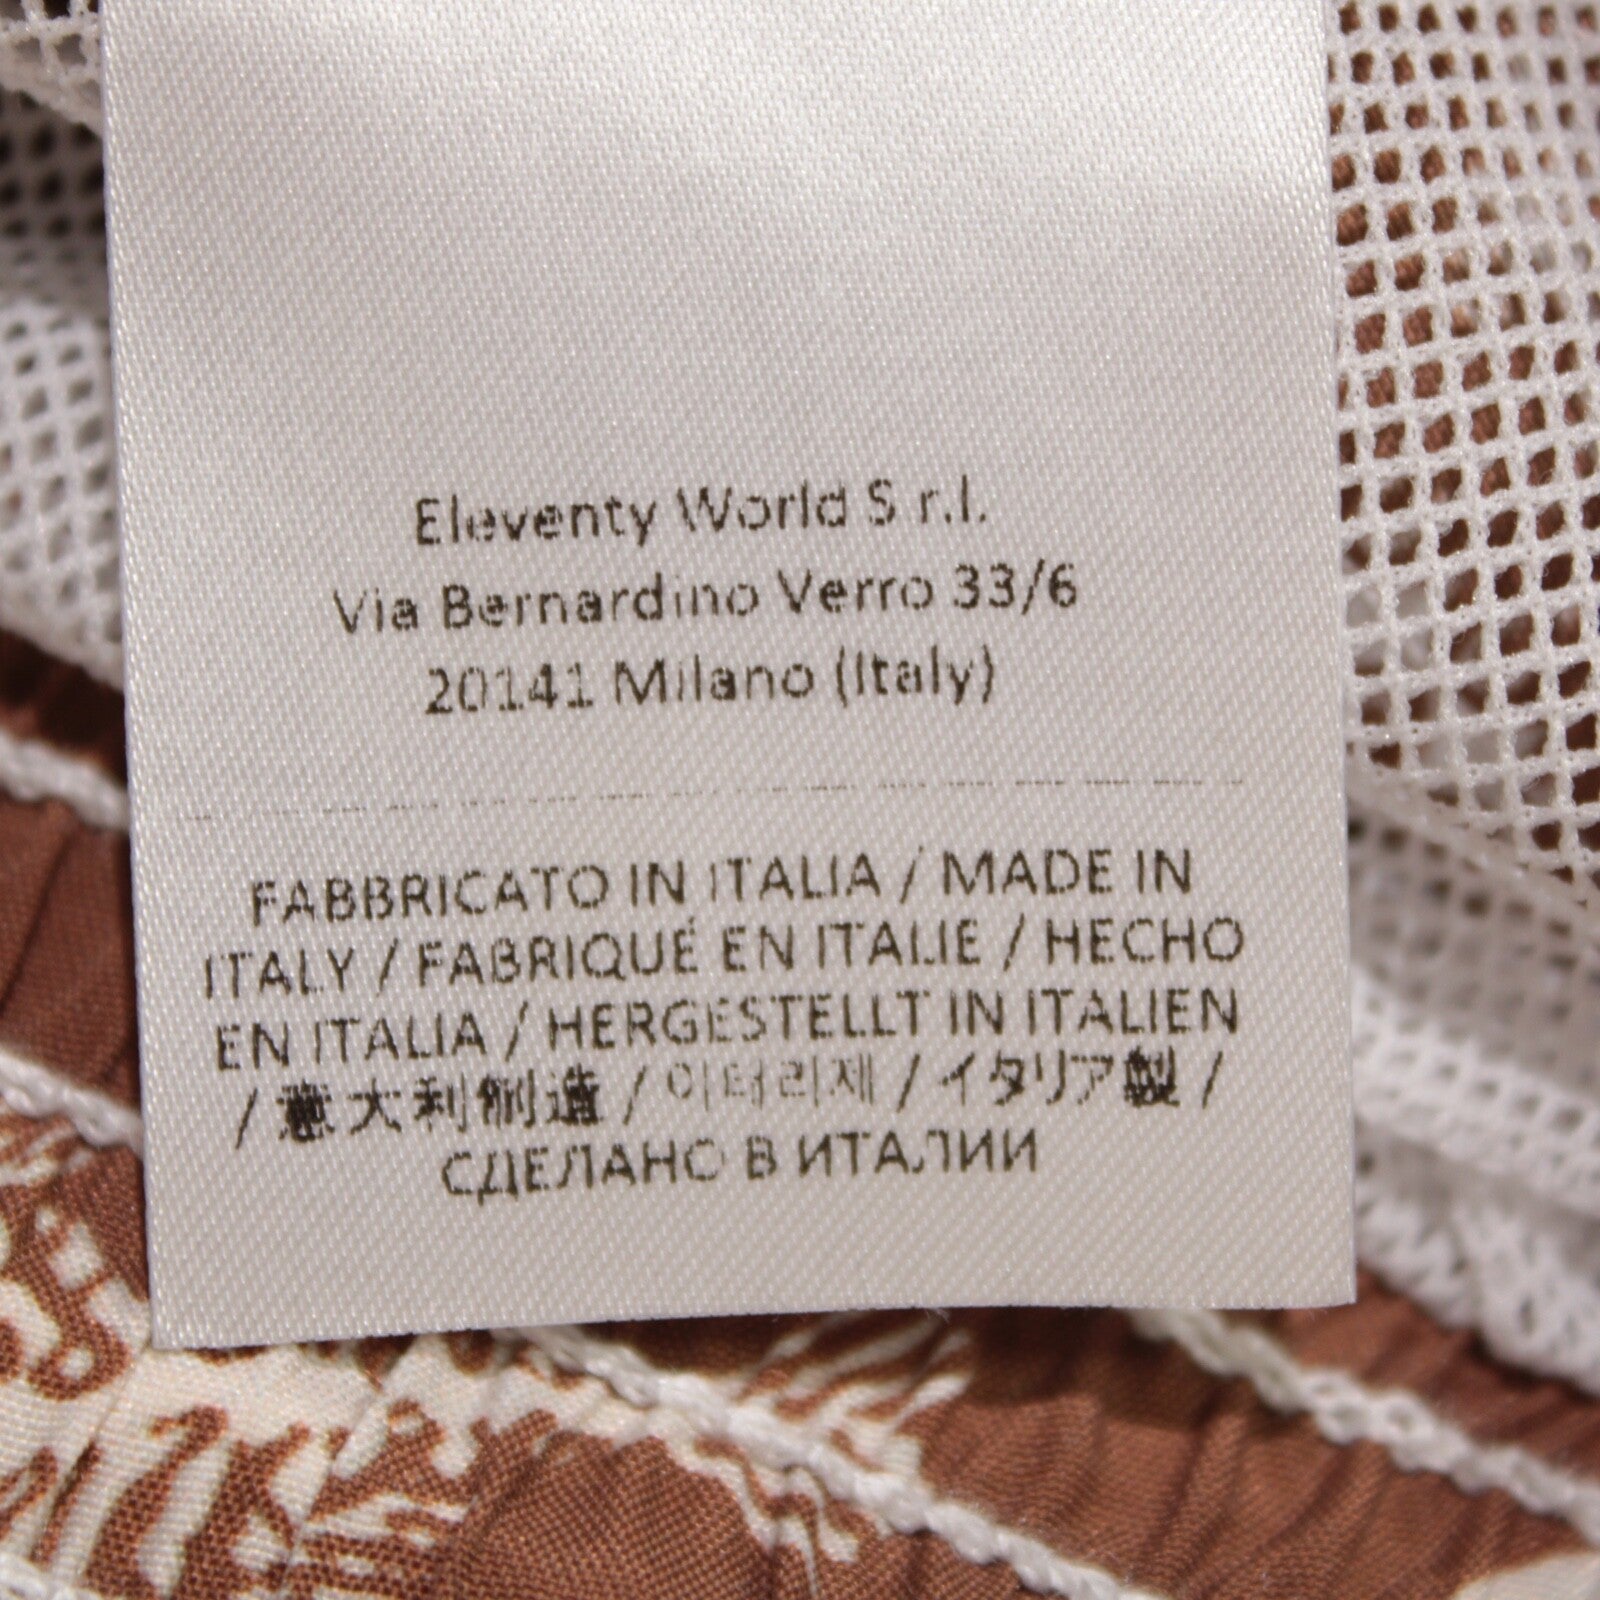 Eleventy World S r.l.
Via Bernardino Verro 33/6
20141 Milano (Italy)
FABBRICATO IN ITALIA / MADE IN
ITALY / FABRIQUÉ EN ITALIE / HECHO
EN ITALIA / HERGESTELLT IN ITALIEN
/ 意大利制造 / 이태리제 / イタリア製 /
СДЕЛАНО В ИТАЛИИ